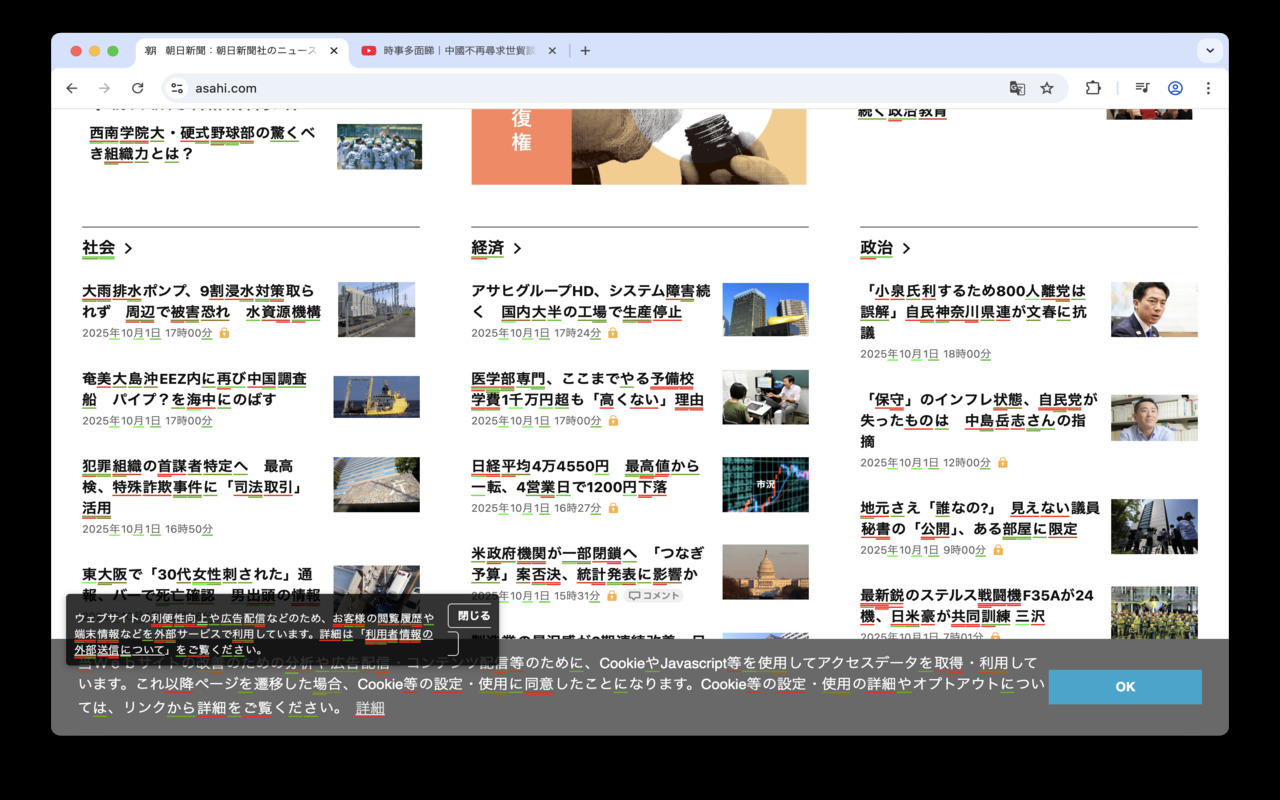 朝日新聞：朝日新聞社のニュース
時事多面睇｜中國不再尋求世貿
asahi.com
西南学院大・硬式野球部の驚くべ
き組織力とは？
復権
続く政治教育
社会
大雨排水ポンプ、9割浸水対策取ら
れず　周辺で被害恐れ　水資源機構
2025年10月1日 17時00分
奄美大島沖EEZ内に再び中国調査
船　パイプ？を海中にのばす
2025年10月1日 17時00分
犯罪組織の首謀者特定へ　最高
検、特殊詐欺事件に「司法取引」
活用
2025年10月1日 16時50分
東大阪で「30代女性刺された」通
報、バーで死亡確認　男出頭の情報
経済
アサヒグループHD、システム障害続
く　国内大半の工場で生産停止
2025年10月1日 17時24分
医学部専門、ここまでやる予備校
学費1千万円超も「高くない」理由
2025年10月1日 17時00分
日経平均4万4550円　最高値から
一転、4営業日で1200円下落
2025年10月1日 16時27分
市況
米政府機関が一部閉鎖へ　「つなぎ
予算」案否決、統計発表に影響か
2025年10月1日 15時31分
コメント
政治
「小泉氏利するため800人離党は
誤解」自民神奈川県連が文春に抗
議
2025年10月1日 18時00分
「保守」のインフレ状態、自民党が
失ったものは　中島岳志さんの指
摘
2025年10月1日 12時00分
地元さえ「誰なの?」　見えない議員
秘書の「公開」、ある部屋に限定
2025年10月1日 9時00分
最新鋭のステルス戦闘機F35Aが24
機、日米豪が共同訓練 三沢
2025年10月1日 7時00分
ウェブサイトの利便性向上や広告配信などのため、お客様の閲覧履歴や
端末情報などを外部サービスで利用しています。詳細は「利用者情報の
外部送信について」をご覧ください。
閉じる
当Ｗｅｂサイトの改善のための分析や広告配信・コンテンツ配信等のために、CookieやJavascript等を使用してアクセスデータを取得・利用して
います。これ以降ページを遷移した場合、Cookie等の設定・使用に同意したことになります。Cookie等の設定・使用の詳細やオプトアウトについ
ては、リンクから詳細をご覧ください。 詳細
OK